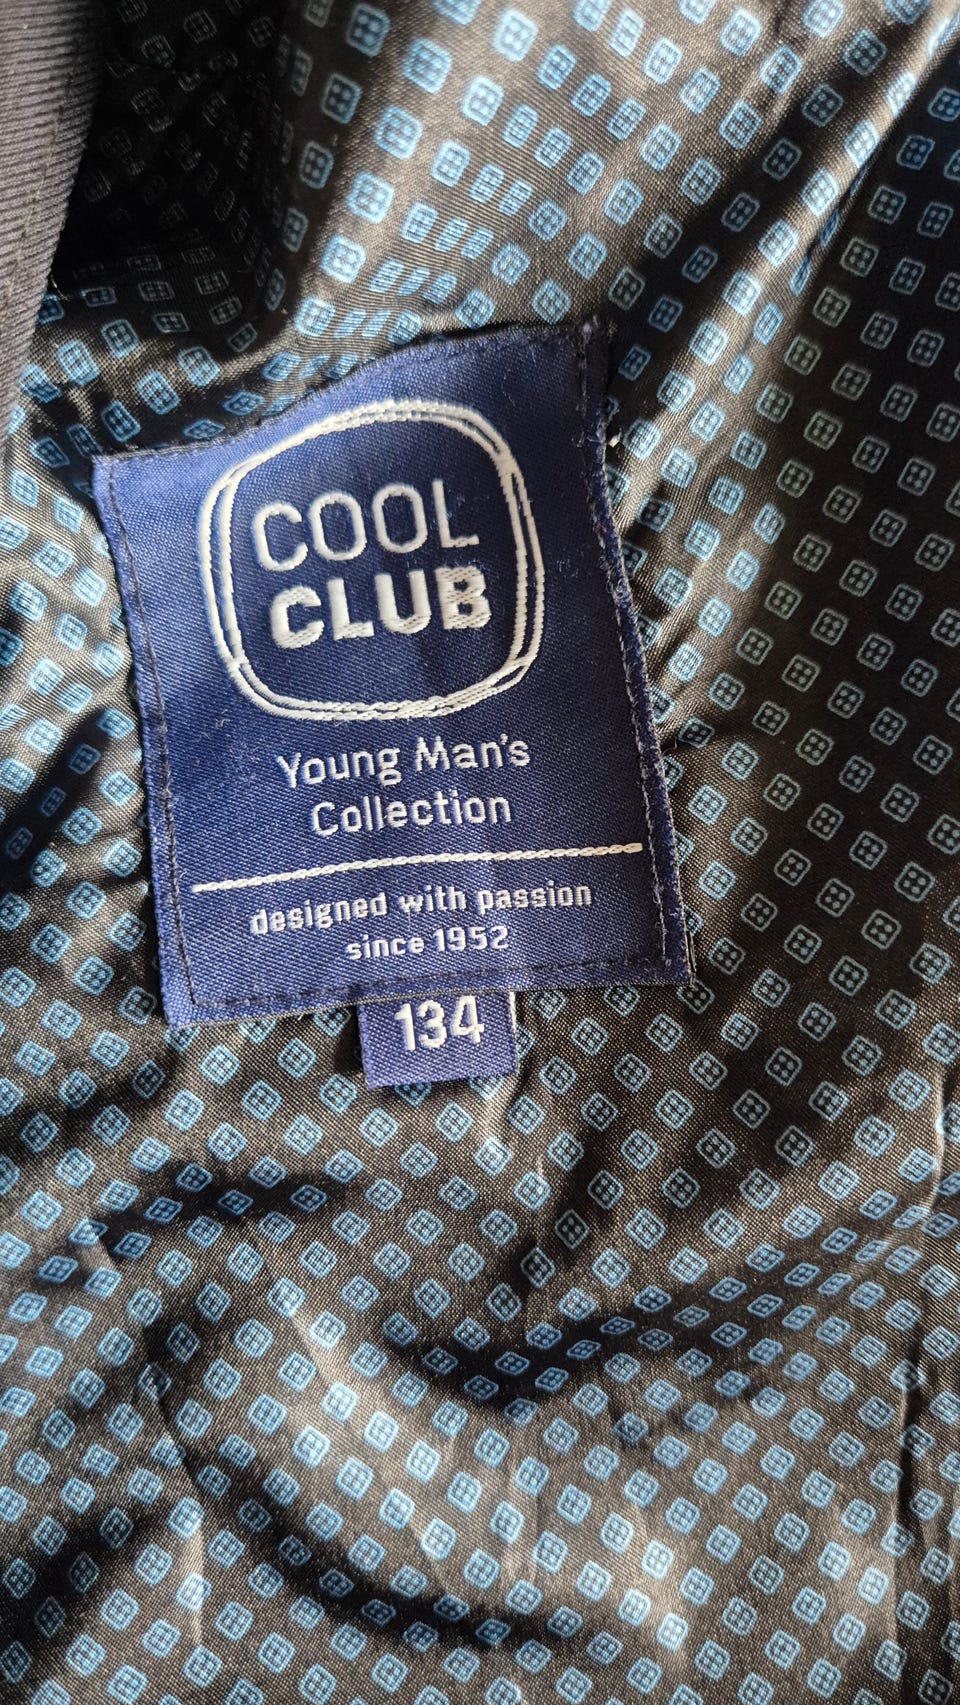 COOL
CLUB
Young Man's
Collection
designed with passion
since 1952
134